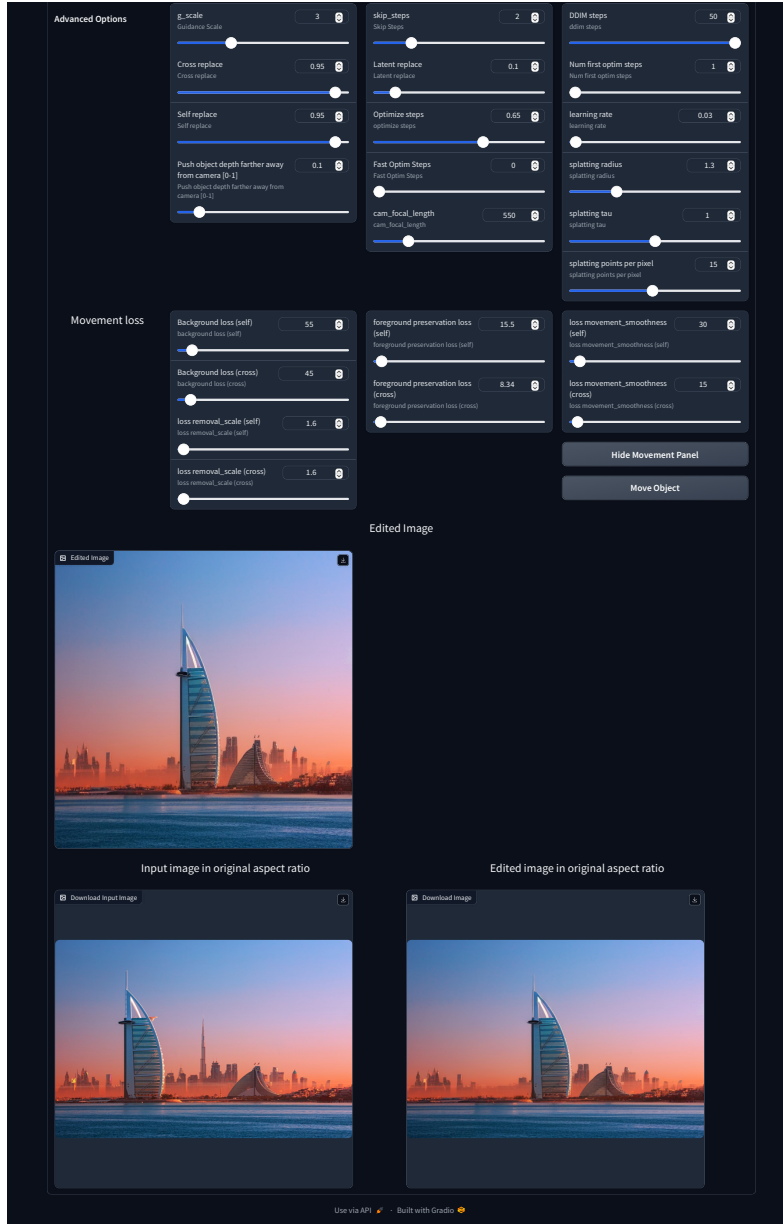 Advanced Options
g_scale
Guidance Scale
3
Cross replace
Cross replace
0.95
Self replace
Self replace
0.95
Push object depth farther away
from camera [0-1]
0.1
Push object depth farther away from
camera [0-1]
skip_steps
Skip Steps
2
Latent replace
Latent replace
0.1
Optimize steps
optimize steps
0.65
Fast Optim Steps
Fast Optim Steps
0
cam_focal_length
cam_focal_length
550
DDIM steps
ddim steps
50
Num first optim steps
Num first optim steps
1
learning rate
learning rate
0.03
splatting radius
splatting radius
1.3
splatting tau
splatting tau
1
splatting points per pixel
splatting points per pixel
15
Movement loss
Background loss (self)
background loss (self)
55
Background loss (cross)
background loss (cross)
45
loss removal_scale (self)
loss removal_scale (self)
1.6
loss removal_scale (cross)
loss removal_scale (cross)
1.6
foreground preservation loss
(self)
15.5
foreground preservation loss (self)
foreground preservation loss
(cross)
8.34
foreground preservation loss (cross)
loss movement_smoothness
(self)
30
loss movement_smoothness (self)
loss movement_smoothness
(cross)
15
loss movement_smoothness (cross)
Hide Movement Panel
Move Object
Edited Image
Edited Image
Input image in original aspect ratio
Edited image in original aspect ratio
Download Input Image
Download Image
Use via API · Built with Gradio